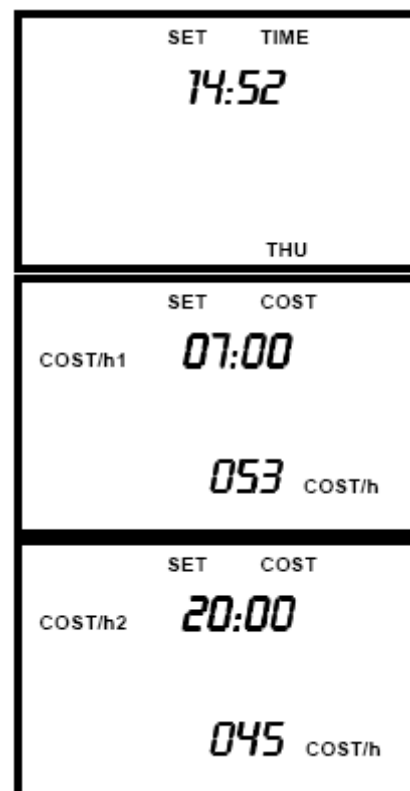 SET TIME
14:52
THU
SET COST
COST/h1 07:00
053 COST/h
SET COST
COST/h2 20:00
045 COST/h